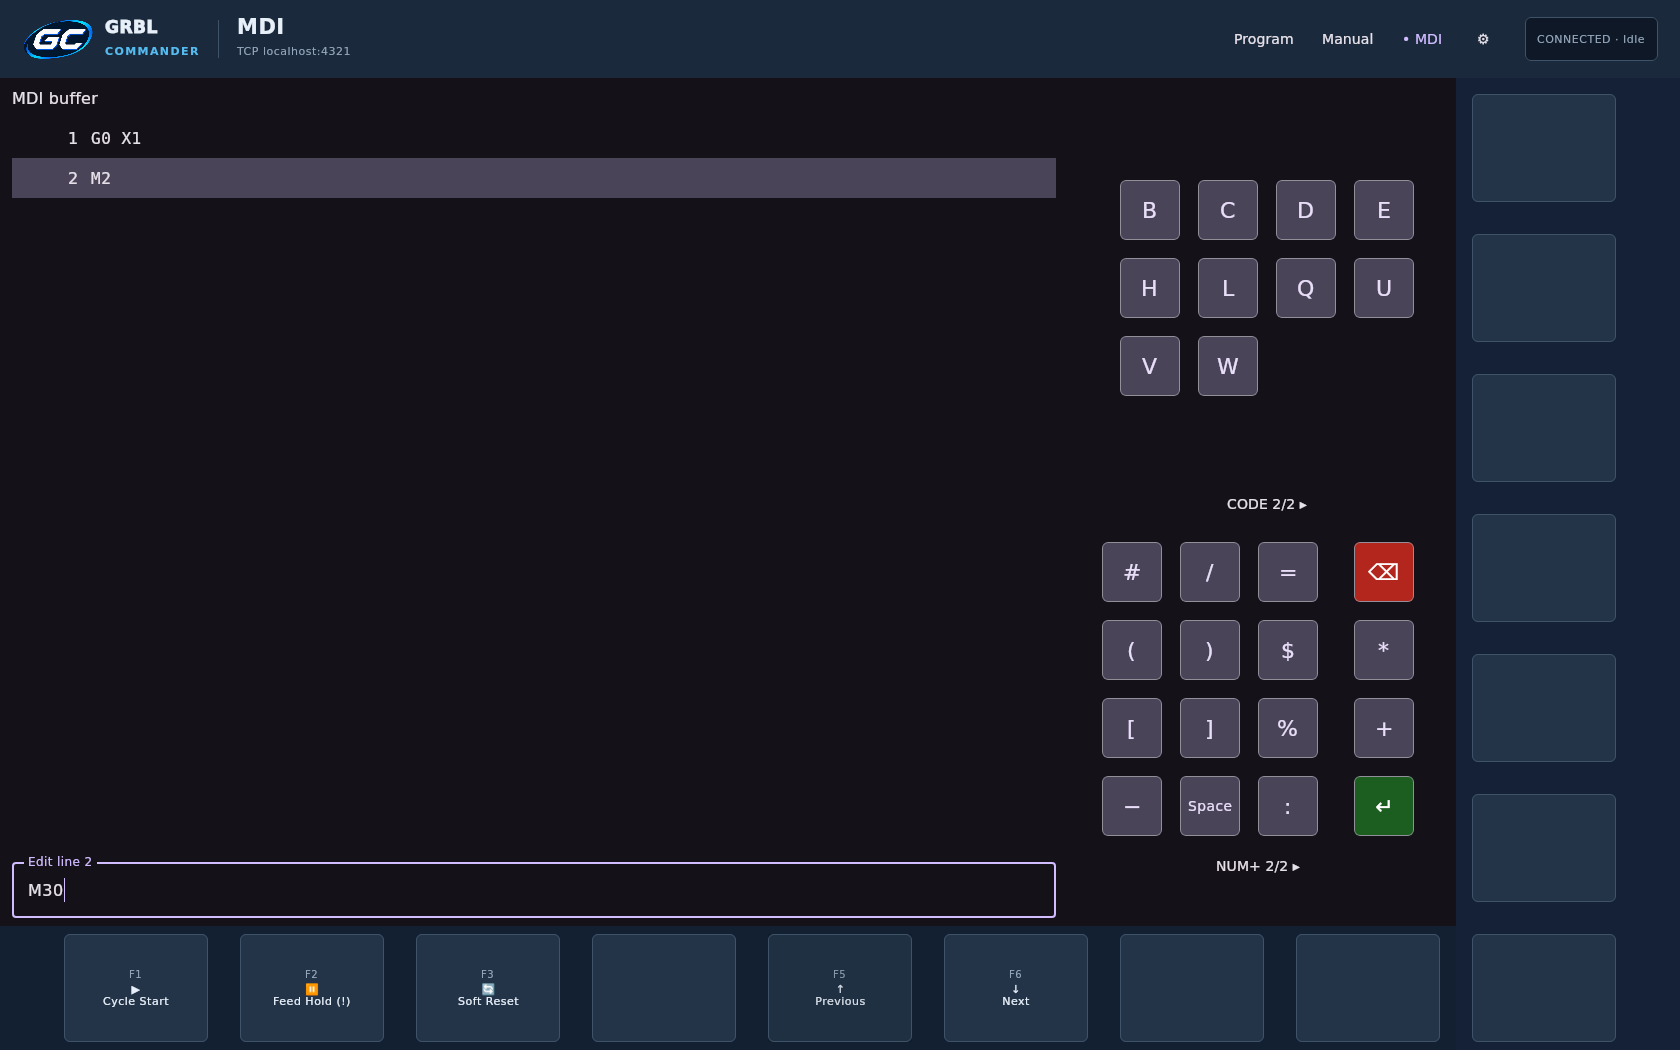 GC
GRBL
COMMANDER
MDI
TCP localhost:4321
Program
Manual
• MDI
⚙
CONNECTED · Idle
MDI buffer
1 G0 X1
2 M2
B C D E
H L Q U
V W
CODE 2/2 ▸
# / = ⌫
( ) $ *
[ ] % +
− Space : ↵
NUM+ 2/2 ▸
Edit line 2
M30
F1
▶
Cycle Start
F2
⏸
Feed Hold (!)
F3
🔄
Soft Reset
F5
↑
Previous
F6
↓
Next